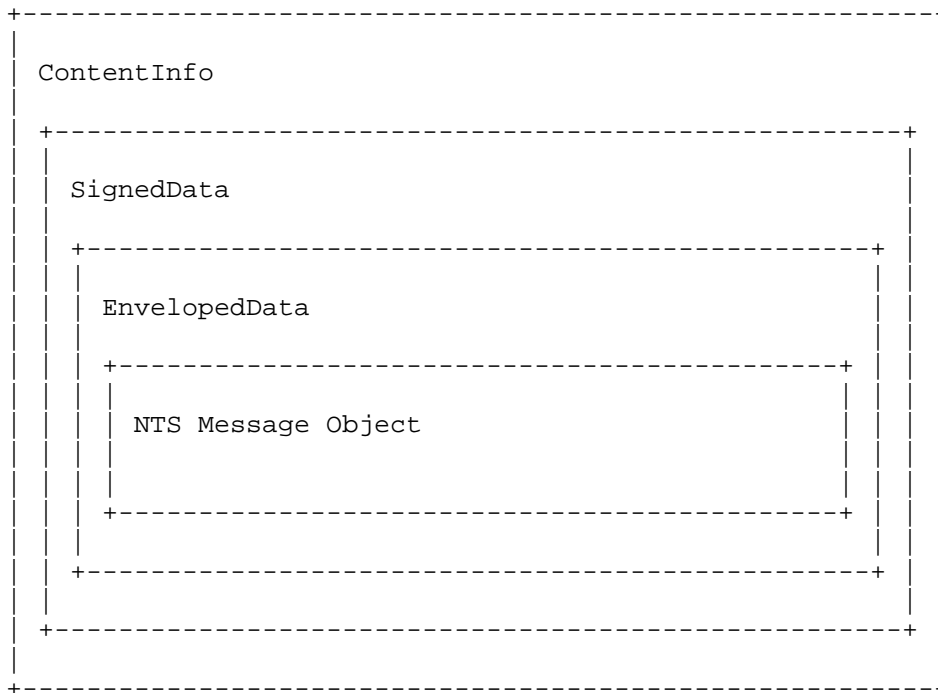 ContentInfo
SignedData
EnvelopedData
NTS Message Object